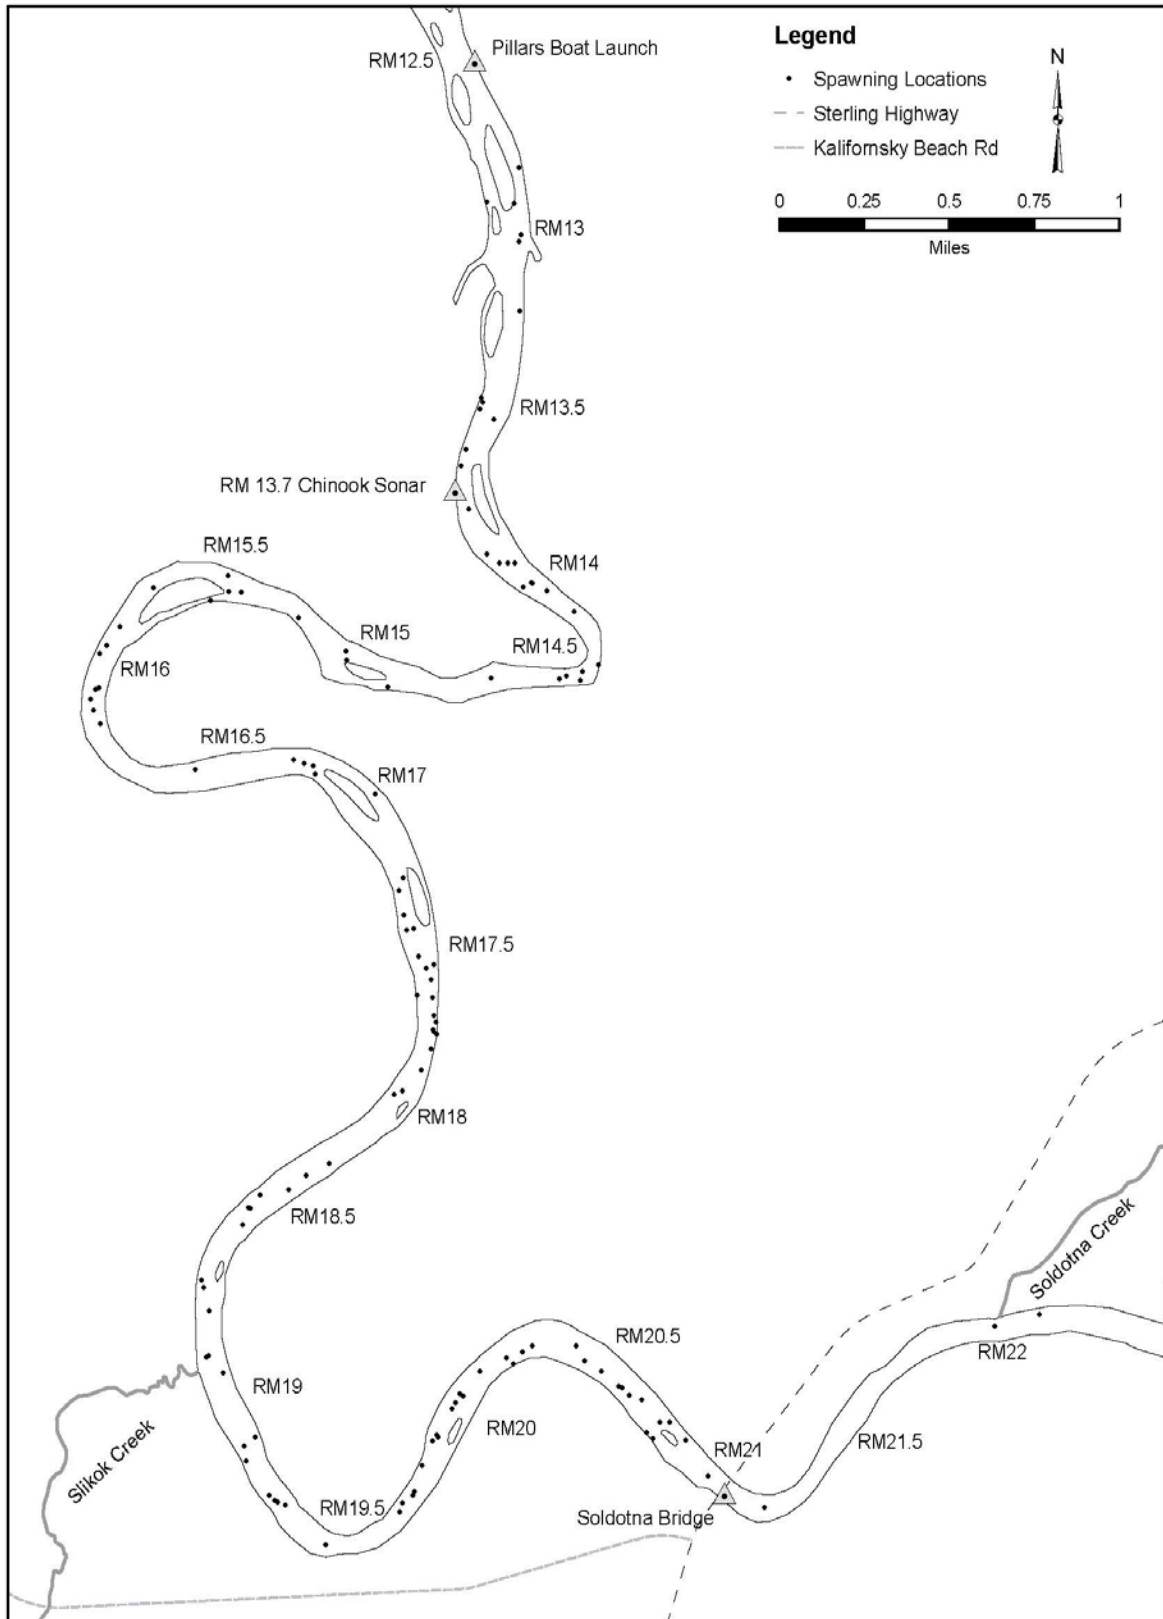 Legend
Spawning Locations
Sterling Highway
Kalifornsky Beach Rd
N
0 0.25 0.5 0.75 1
Miles
Pillars Boat Launch
RM12.5
RM13
RM13.5
RM 13.7 Chinook Sonar
RM14
RM14.5
RM15
RM15.5
RM16
RM16.5
RM17
RM17.5
RM18
RM18.5
RM19
RM19.5
RM20
RM20.5
RM21
RM21.5
RM22
Soldotna Creek
Slikok Creek
Soldotna Bridge